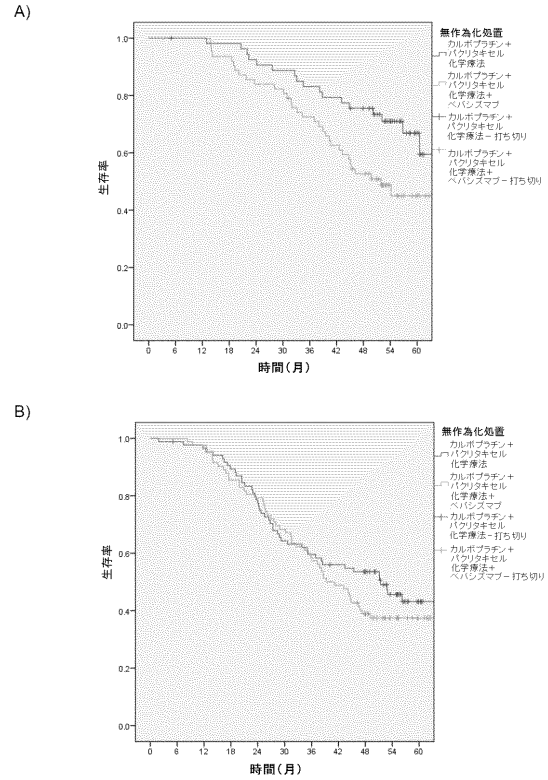 A)
無作為化処置
カルボプラチン＋
パクリタキセル
化学療法
カルボプラチン＋
パクリタキセル
化学療法＋
ベバシズマブ
カルボプラチン＋
パクリタキセル
化学療法－打ち切り
カルボプラチン＋
パクリタキセル
化学療法＋
ベバシズマブ－打ち切り
生存率
1.0
0.8
0.6
0.4
0.2
0.0
0 6 12 18 24 30 36 42 48 54 60
時間(月)
B)
無作為化処置
カルボプラチン＋
パクリタキセル
化学療法
カルボプラチン＋
パクリタキセル
化学療法＋
ベバシズマブ
カルボプラチン＋
パクリタキセル
化学療法－打ち切り
カルボプラチン＋
パクリタキセル
化学療法＋
ベバシズマブ－打ち切り
生存率
1.0
0.8
0.6
0.4
0.2
0.0
0 6 12 18 24 30 36 42 48 54 60
時間(月)